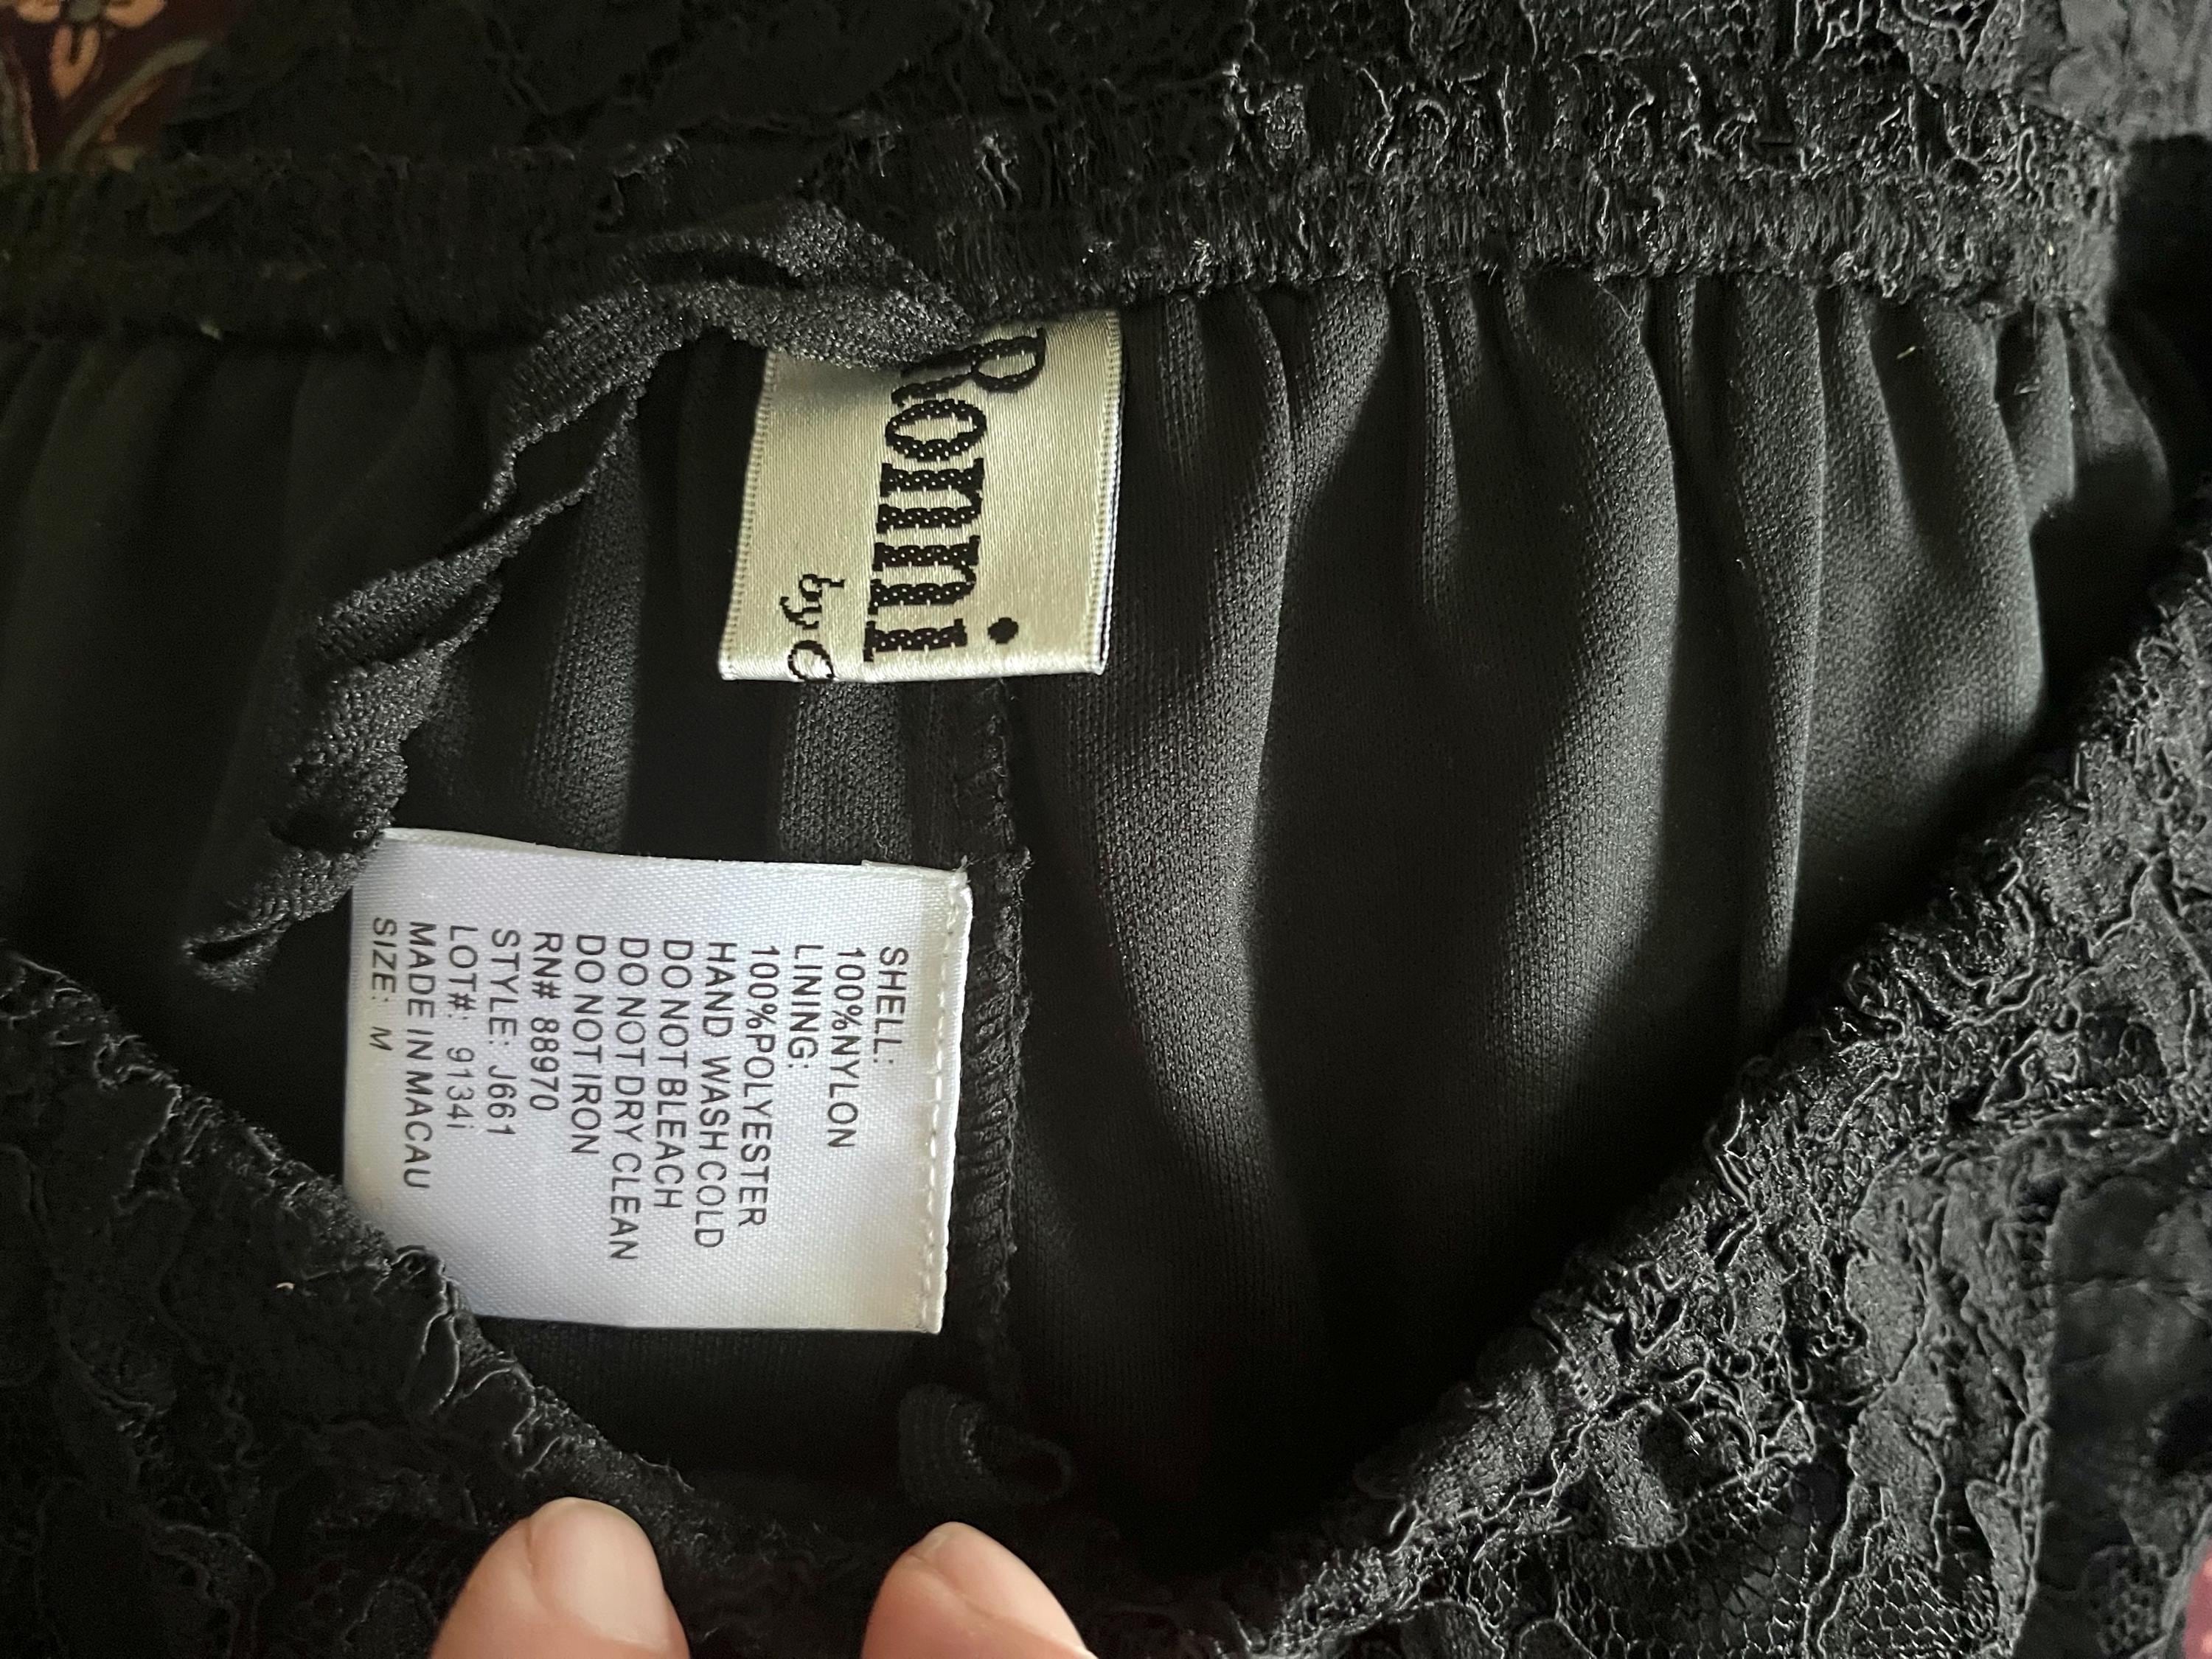 Ronni
by
SHELL:
100%NYLON
LINING:
100%POLYESTER
HAND WASH COLD
DO NOT BLEACH
DO NOT DRY CLEAN
DO NOT IRON
RN# 88970
STYLE: J661
LOT#: 9134i
MADE IN MACAU
SIZE: M